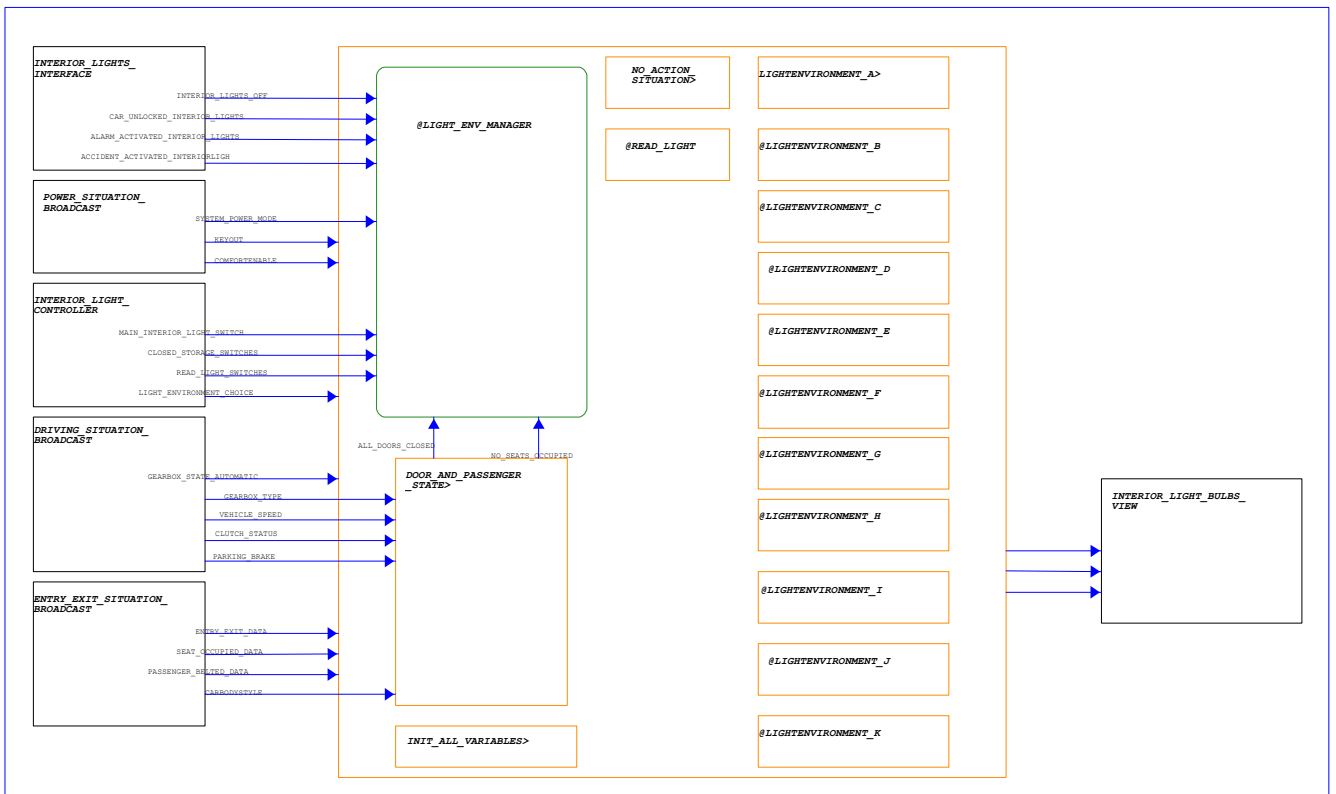 INTERIOR_LIGHTS_
INTERFACE
INTERIOR_LIGHTS_OFF
CAR_UNLOCKED_INTERIOR_LIGHTS
ALARM_ACTIVATED_INTERIOR_LIGHTS
ACCIDENT_ACTIVATED_INTERIORLIGH
POWER_SITUATION_
BROADCAST
SYSTEM_POWER_MODE
KEYOUT
COMFORTENABLE
INTERIOR_LIGHT_
CONTROLLER
MAIN_INTERIOR_LIGHT_SWITCH
CLOSED_STORAGE_SWITCHES
READ_LIGHT_SWITCHES
LIGHT_ENVIRONMENT_CHOICE
DRIVING_SITUATION_
BROADCAST
GEARBOX_STATE_AUTOMATIC
GEARBOX_TYPE
VEHICLE_SPEED
CLUTCH_STATUS
PARKING_BRAKE
ENTRY_EXIT_SITUATION_
BROADCAST
ENTRY_EXIT_DATA
SEAT_OCCUPIED_DATA
PASSENGER_BELTED_DATA
CARBODYSTYLE
@LIGHT_ENV_MANAGER
ALL_DOORS_CLOSED
NO_SEATS_OCCUPIED
DOOR_AND_PASSENGER
_STATE>
INIT_ALL_VARIABLES>
NO_ACTION_
SITUATION>
@READ_LIGHT
LIGHTENVIRONMENT_A>
@LIGHTENVIRONMENT_B
@LIGHTENVIRONMENT_C
@LIGHTENVIRONMENT_D
@LIGHTENVIRONMENT_E
@LIGHTENVIRONMENT_F
@LIGHTENVIRONMENT_G
@LIGHTENVIRONMENT_H
@LIGHTENVIRONMENT_I
@LIGHTENVIRONMENT_J
@LIGHTENVIRONMENT_K
INTERIOR_LIGHT_BULBS_
VIEW